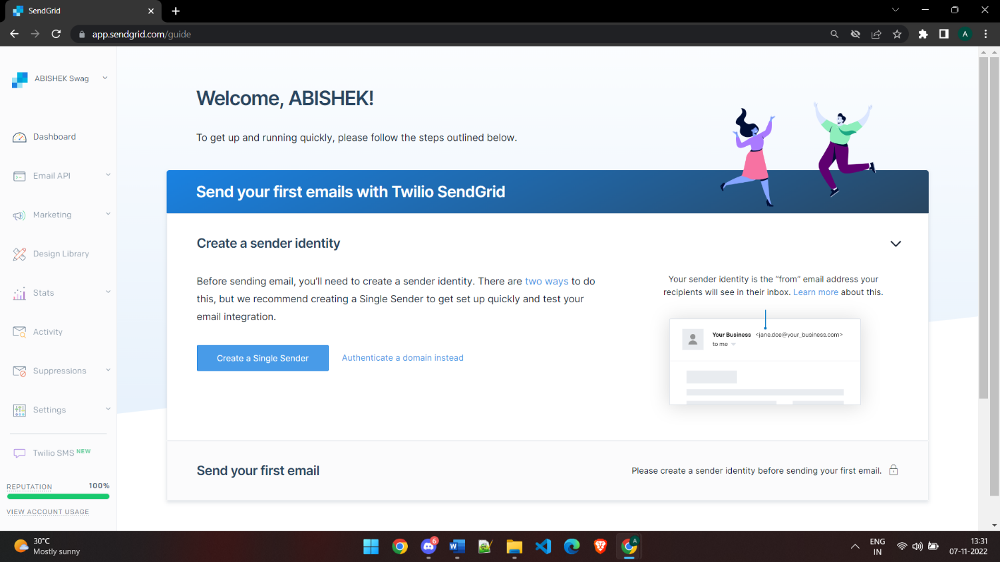 SendGrid
app.sendgrid.com/guide
A
ABISHEK Swag
Dashboard
Email API
Marketing
Design Library
Stats
Activity
Suppressions
Settings
Twilio SMS NEW
REPUTATION 100%
VIEW ACCOUNT USAGE
Welcome, ABISHEK!
To get up and running quickly, please follow the steps outlined below.
Send your first emails with Twilio SendGrid
Create a sender identity
Before sending email, you’ll need to create a sender identity. There are two ways to do
this, but we recommend creating a Single Sender to get set up quickly and test your
email integration.
Create a Single Sender
Authenticate a domain instead
Your sender identity is the “from” email address your
recipients will see in their inbox. Learn more about this.
Your Business <jane.doe@your_business.com>
to me
Send your first email
Please create a sender identity before sending your first email.
30°C
Mostly sunny
6
A
ENG
IN
13:31
07-11-2022